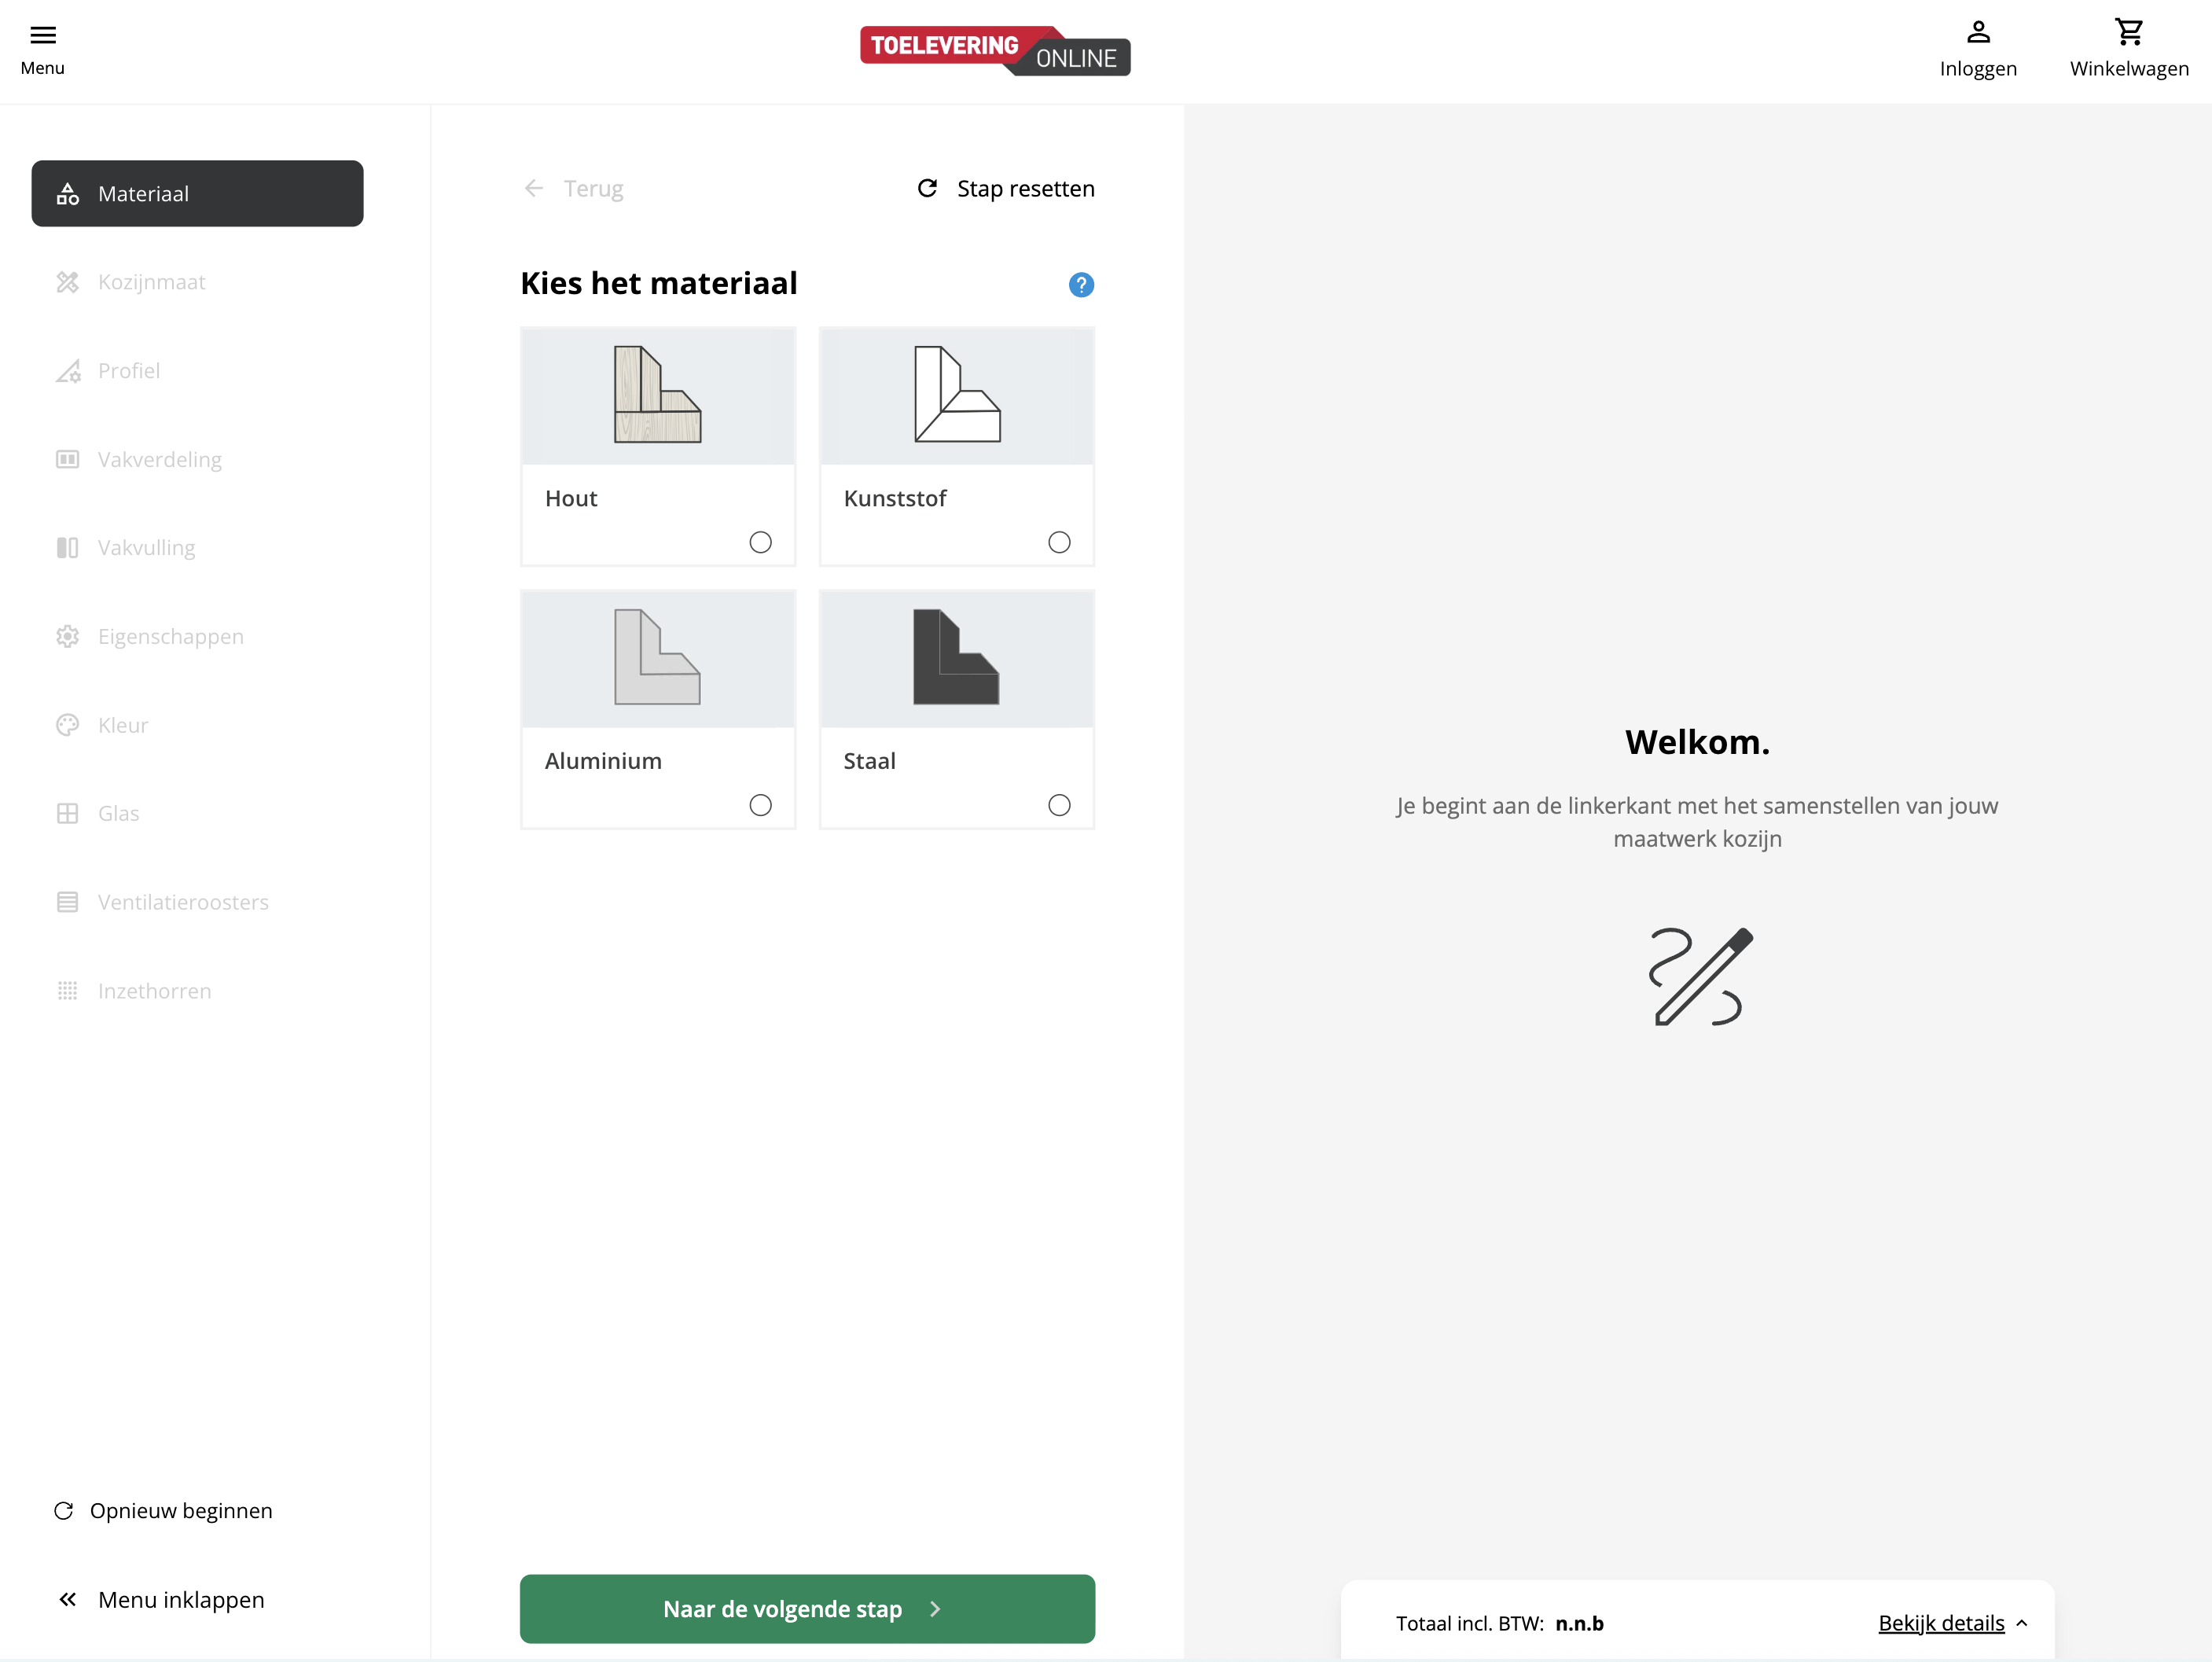 Menu
TOELEVERING
ONLINE
Inloggen
Winkelwagen
Materiaal
Kozijnmaat
Profiel
Vakverdeling
Vakvulling
Eigenschappen
Kleur
Glas
Ventilatieroosters
Inzethorren
Opnieuw beginnen
Menu inklappen
Terug
Stap resetten
Kies het materiaal
?
Hout
Kunststof
Aluminium
Staal
Naar de volgende stap
Welkom.
Je begint aan de linkerkant met het samenstellen van jouw
maatwerk kozijn
Totaal incl. BTW: n.n.b
Bekijk details